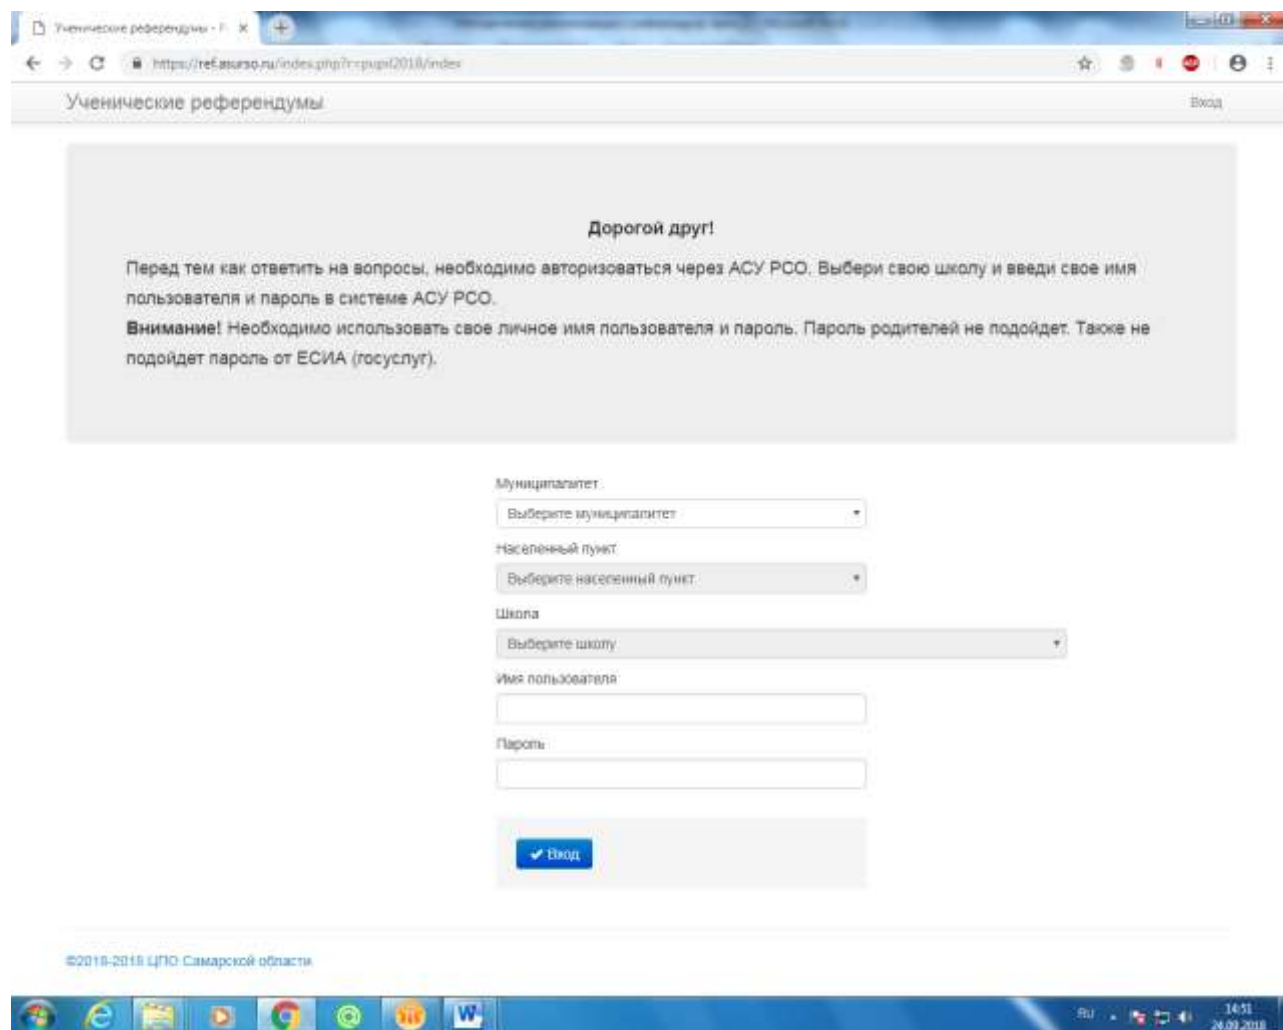 Ученические референдумы - Р
https://ref.asurso.ru/index.php?r=pupil2018/index
Ученические референдумы
Вход
Дорогой друг!
Перед тем как ответить на вопросы, необходимо авторизоваться через АСУ РСО. Выбери свою школу и введи свое имя
пользователя и пароль в системе АСУ РСО.
Внимание! Необходимо использовать свое личное имя пользователя и пароль. Пароль родителей не подойдет. Также не
подойдет пароль от ЕСИА (госуслуг).
Муниципалитет
Выберите муниципалитет
Населенный пункт
Выберите населенный пункт
Школа
Выберите школу
Имя пользователя
Пароль
Вход
©2018-2018 ЦПО Самарской области
RU
14:51
24.09.2018